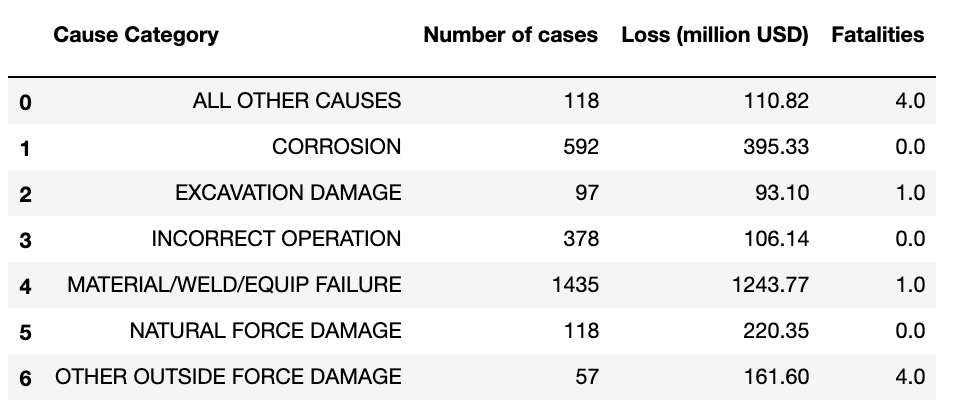 Cause Category Number of cases Loss (million USD) Fatalities
0 ALL OTHER CAUSES 118 110.82 4.0
1 CORROSION 592 395.33 0.0
2 EXCAVATION DAMAGE 97 93.10 1.0
3 INCORRECT OPERATION 378 106.14 0.0
4 MATERIAL/WELD/EQUIP FAILURE 1435 1243.77 1.0
5 NATURAL FORCE DAMAGE 118 220.35 0.0
6 OTHER OUTSIDE FORCE DAMAGE 57 161.60 4.0